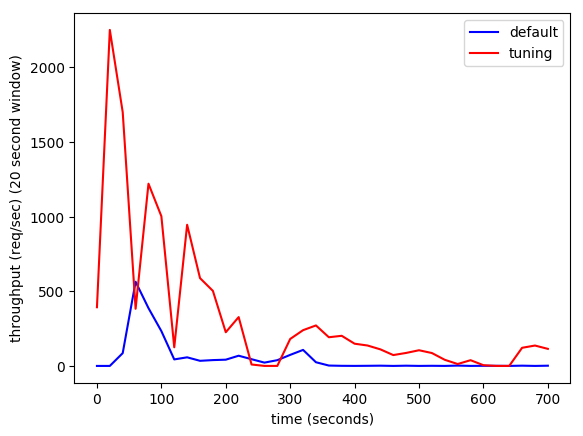 default
tuning
throughput (req/sec) (20 second window)
2000
1500
1000
500
0
0 100 200 300 400 500 600 700
time (seconds)